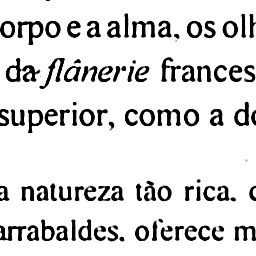 orpo e a alma, os olh
da flânerie frances
superior, como a do
a natureza tão rica. c
arrabaldes. oferece m